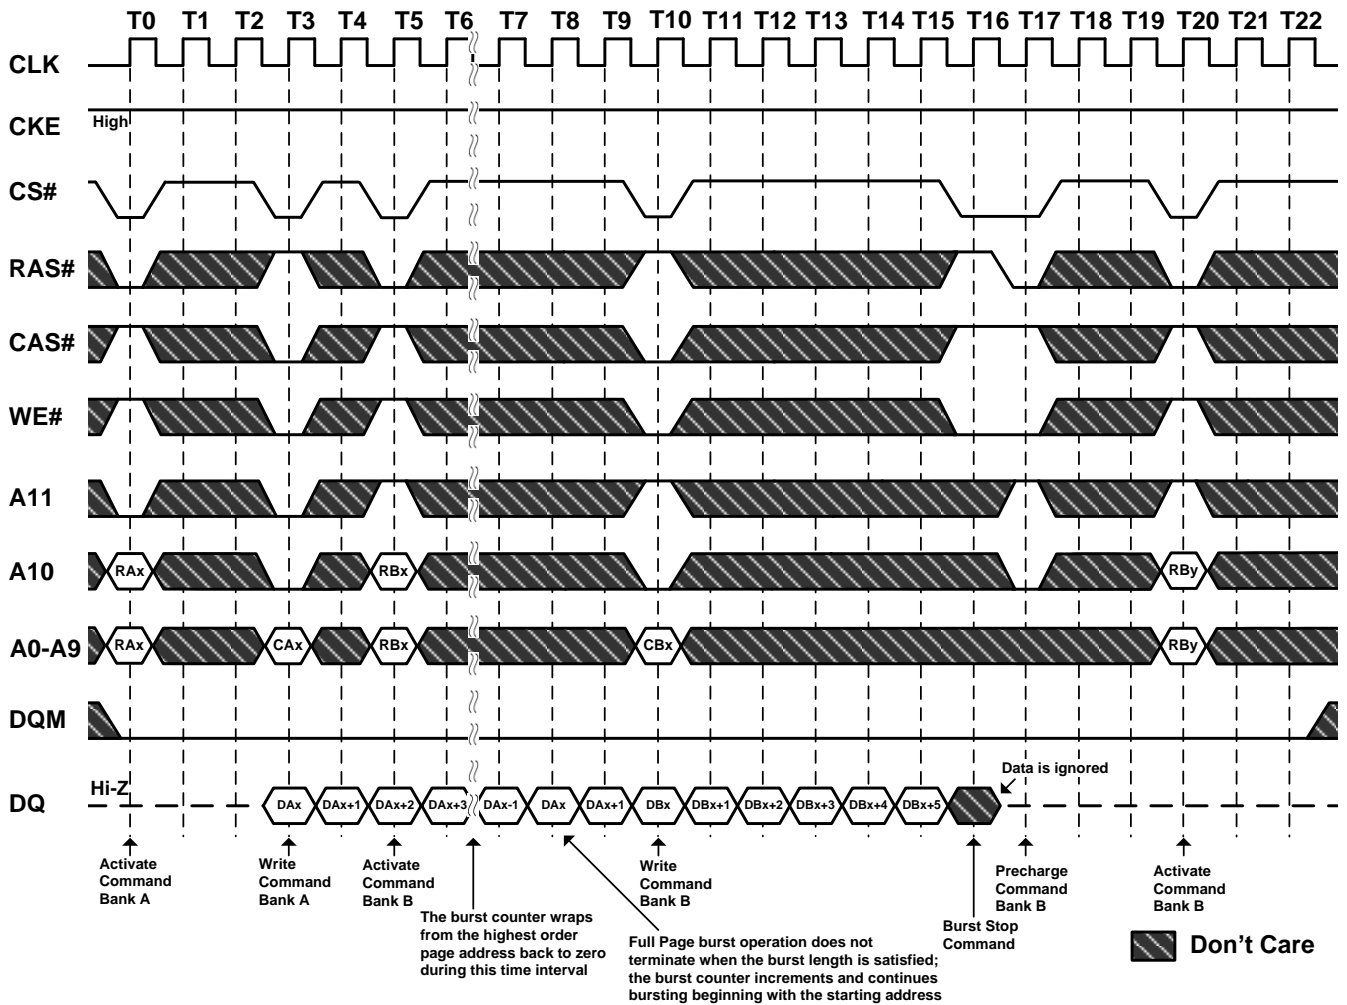 T0 T1 T2 T3 T4 T5 T6 T7 T8 T9 T10 T11 T12 T13 T14 T15 T16 T17 T18 T19 T20 T21 T22
CLK
CKE
High
CS#
RAS#
CAS#
WE#
A11
A10
RAx RBx RBy
A0-A9
RAx CAx RBx CBx RBy
DQM
DQ
Hi-Z
DAx DAx+1 DAx+2 DAx+3 DAx-1 DAx DAx+1 DBx DBx+1 DBx+2 DBx+3 DBx+4 DBx+5
Data is ignored
Activate
Command
Bank A
Write
Command
Bank A
Activate
Command
Bank B
The burst counter wraps
from the highest order
page address back to zero
during this time interval
Full Page burst operation does not
terminate when the burst length is satisfied;
the burst counter increments and continues
bursting beginning with the starting address
Write
Command
Bank B
Burst Stop
Command
Precharge
Command
Bank B
Activate
Command
Bank B
Don't Care